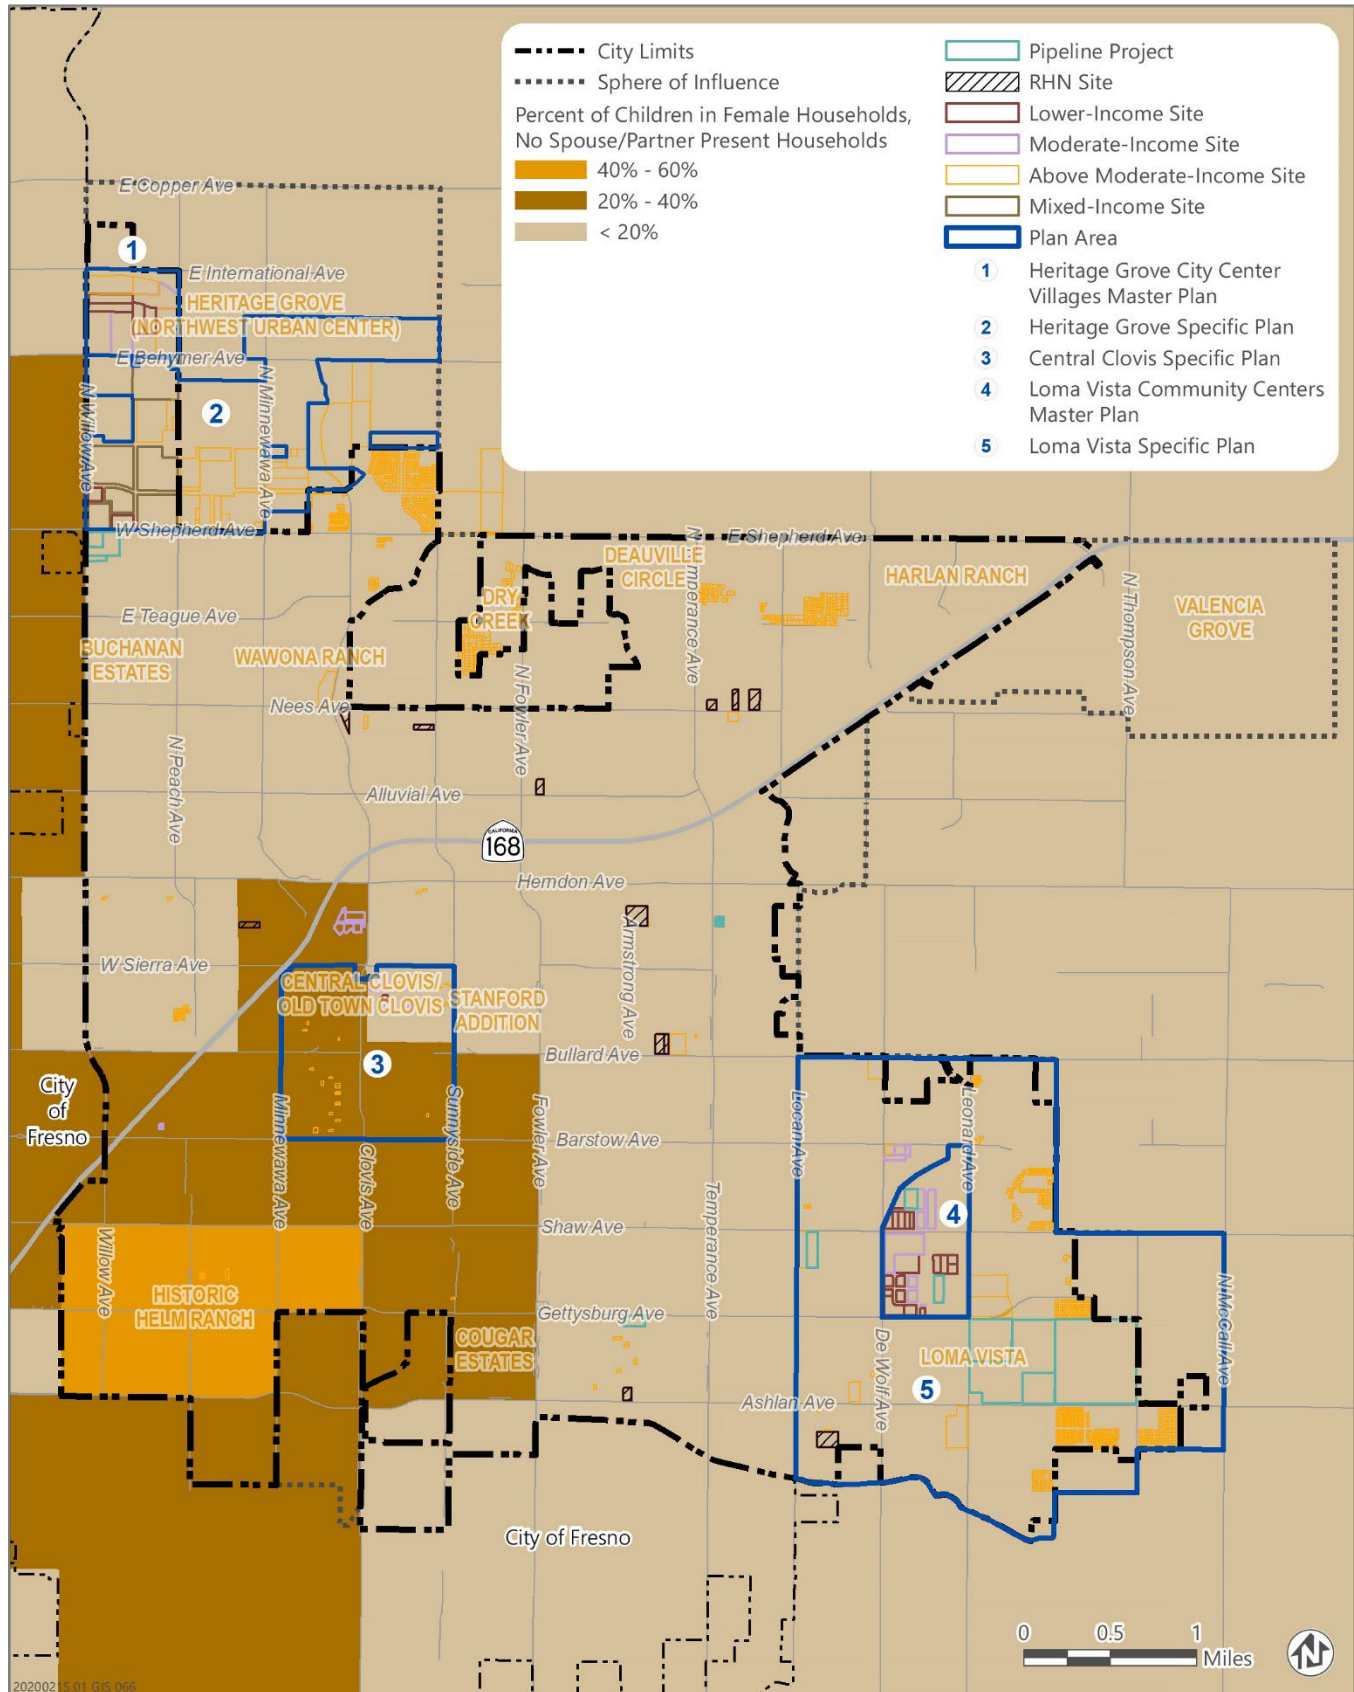 City Limits
Sphere of Influence
Percent of Children in Female Households,
No Spouse/Partner Present Households
40% - 60%
20% - 40%
< 20%
Pipeline Project
RHN Site
Lower-Income Site
Moderate-Income Site
Above Moderate-Income Site
Mixed-Income Site
Plan Area
1 Heritage Grove City Center
Villages Master Plan
2 Heritage Grove Specific Plan
3 Central Clovis Specific Plan
4 Loma Vista Community Centers
Master Plan
5 Loma Vista Specific Plan
E Copper Ave
1
E International Ave
HERITAGE GROVE
(NORTHWEST URBAN CENTER)
E Behymer Ave
N Willow Ave
2
N Minnewawa Ave
W Shepherd Ave
E Shepherd Ave
DEAUVILLE
CIRCLE
N Temperance Ave
HARLAN RANCH
N Thompson Ave
VALENCIA
GROVE
DRY
CREEK
E Teague Ave
BUCHANAN
ESTATES
WAWONA RANCH
Nees Ave
N Fowler Ave
N Peach Ave
Alluvial Ave
CALIFORNIA
168
Herndon Ave
Armstrong Ave
W Sierra Ave
CENTRAL CLOVIS/
OLD TOWN CLOVIS
STANFORD
ADDITION
3
Bullard Ave
City
of
Fresno
Minnewawa Ave
Clovis Ave
Sunnyside Ave
Fowler Ave
Barstow Ave
Locan Ave
Leonard Ave
4
Shaw Ave
Temperance Ave
Willow Ave
HISTORIC
HELM RANCH
Gettysburg Ave
COUGAR
ESTATES
De Wolf Ave
LOMA VISTA
5
N McCall Ave
Ashlan Ave
City of Fresno
0 0.5 1
Miles
N
20200215.01 GIS 066